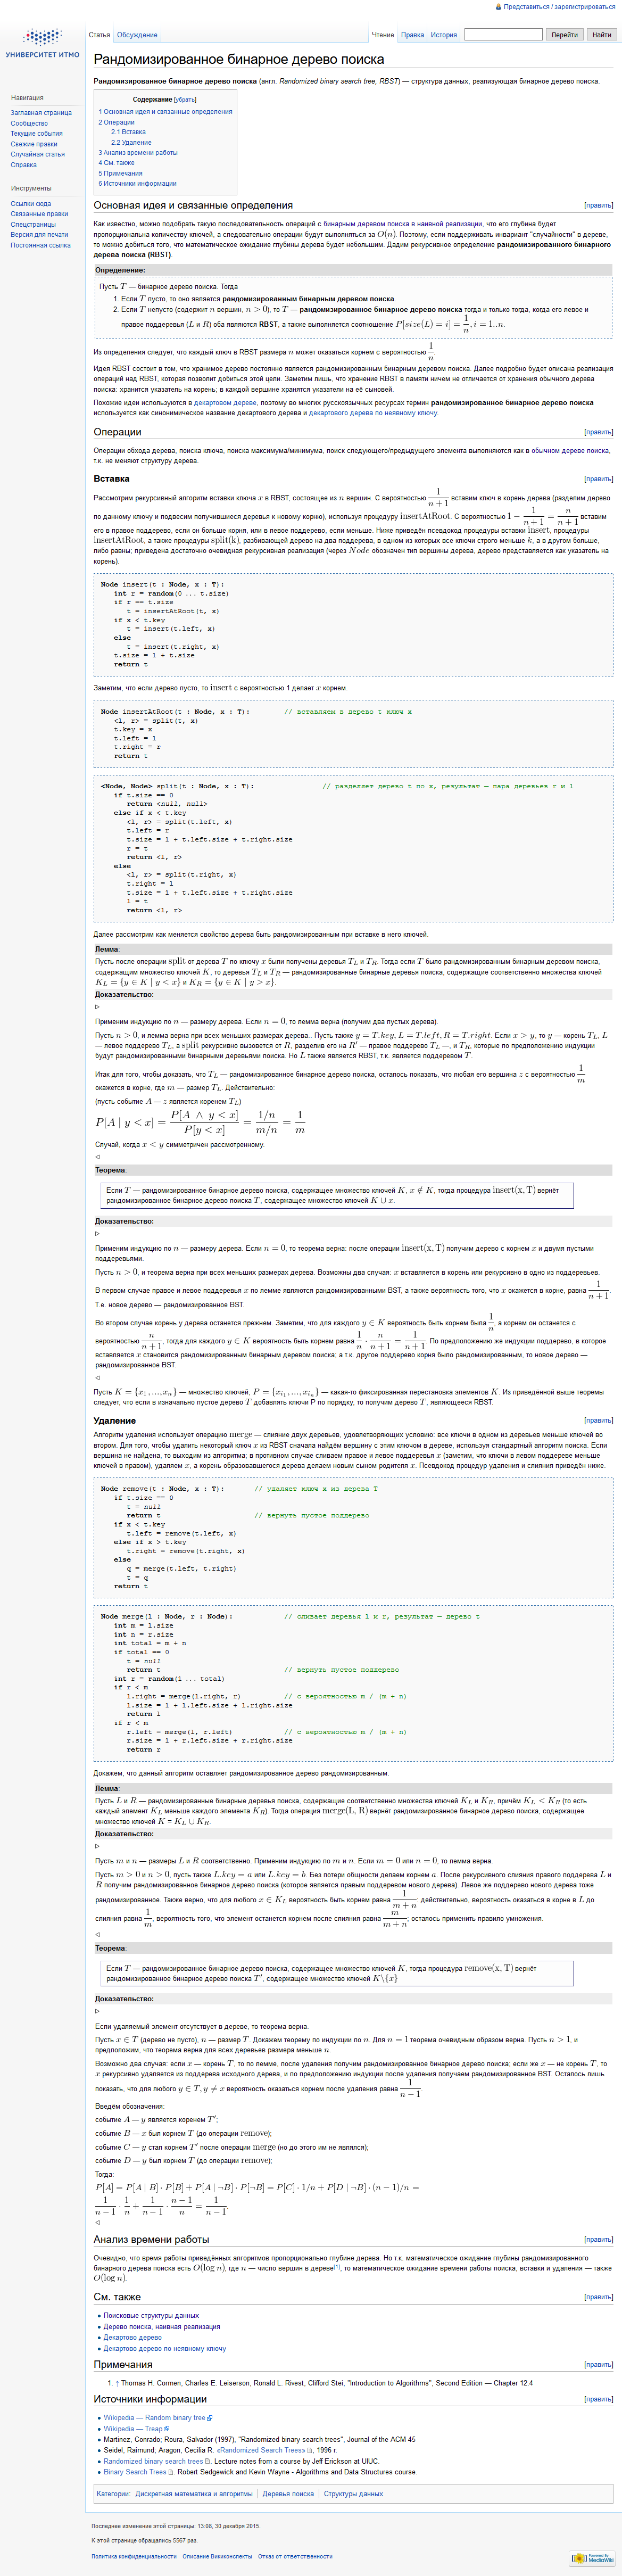 Представиться / зарегистрироваться
УНИВЕРСИТЕТ ИТМО
Статья Обсуждение Чтение Правка История Перейти Найти
Навигация
Заглавная страница
Сообщество
Текущие события
Свежие правки
Случайная статья
Справка
Инструменты
Ссылки сюда
Связанные правки
Спецстраницы
Версия для печати
Постоянная ссылка
Рандомизированное бинарное дерево поиска
Рандомизированное бинарное дерево поиска (англ. Randomized binary search tree, RBST) — структура данных, реализующая бинарное дерево поиска.
Содержание [убрать]
1 Основная идея и связанные определения
2 Операции
2.1 Вставка
2.2 Удаление
3 Анализ времени работы
4 См. также
5 Примечания
6 Источники информации
Основная идея и связанные определения [править]
Как известно, можно подобрать такую последовательность операций с бинарным деревом поиска в наивной реализации, что его глубина будет
пропорциональна количеству ключей, а следовательно операции будут выполняться за O(n). Поэтому, если поддерживать инвариант "случайности" в дереве,
то можно добиться того, что математическое ожидание глубины дерева будет небольшим. Дадим рекурсивное определение рандомизированного бинарного
дерева поиска (RBST).
Определение:
Пусть T — бинарное дерево поиска. Тогда
1. Если T пусто, то оно является рандомизированным бинарным деревом поиска.
2. Если T непусто (содержит n вершин, n > 0), то T — рандомизированное бинарное дерево поиска тогда и только тогда, когда его левое и
правое поддеревья (L и R) оба являются RBST, а также выполняется соотношение P[size(L) = i] = 1/n, i = 1..n.
Из определения следует, что каждый ключ в RBST размера n может оказаться корнем с вероятностью 1/n.
Идея RBST состоит в том, что хранимое дерево постоянно является рандомизированным бинарным деревом поиска. Далее подробно будет описана реализация
операций над RBST, которая позволит добиться этой цели. Заметим лишь, что хранение RBST в памяти ничем не отличается от хранения обычного дерева
поиска: хранится указатель на корень; в каждой вершине хранятся указатели на её сыновей.
Похожие идеи используются в декартовом дереве, поэтому во многих русскоязычных ресурсах термин рандомизированное бинарное дерево поиска
используется как синонимическое название декартового дерева и декартового дерева по неявному ключу.
Операции [править]
Операции обхода дерева, поиска ключа, поиска максимума/минимума, поиск следующего/предыдущего элемента выполняются как в обычном дереве поиска,
т.к. не меняют структуру дерева.
Вставка [править]
Рассмотрим рекурсивный алгоритм вставки ключа x в RBST, состоящее из n вершин. С вероятностью 1/(n+1) вставим ключ в корень дерева (разделим дерево
по данному ключу и подвесим получившиеся деревья к новому корню), используя процедуру insertAtRoot. С вероятностью 1 − 1/(n+1) = n/(n+1) вставим
его в правое поддерево, если он больше корня, или в левое поддерево, если меньше. Ниже приведён псевдокод процедуры вставки insert, процедуры
insertAtRoot, а также процедуры split(k), разбивающей дерево на два поддерева, в одном из которых все ключи строго меньше k, а в другом больше,
либо равны; приведена достаточно очевидная рекурсивная реализация (через Node обозначен тип вершины дерева, дерево представляется как указатель на
корень).
Node insert(t : Node, x : T):
int r = random(0 ... t.size)
if r == t.size
t = insertAtRoot(t, x)
if x < t.key
t = insert(t.left, x)
else
t = insert(t.right, x)
t.size = 1 + t.size
return t
Заметим, что если дерево пусто, то insert с вероятностью 1 делает x корнем.
Node insertAtRoot(t : Node, x : T): // вставляем в дерево t ключ x
<l, r> = split(t, x)
t.key = x
t.left = l
t.right = r
return t
<Node, Node> split(t : Node, x : T): // разделяет дерево t по x, результат — пара деревьев r и l
if t.size == 0
return <null, null>
else if x < t.key
<l, r> = split(t.left, x)
t.left = r
t.size = 1 + t.left.size + t.right.size
r = t
return <l, r>
else
<l, r> = split(t.right, x)
t.right = l
t.size = 1 + t.left.size + t.right.size
l = t
return <l, r>
Далее рассмотрим как меняется свойство дерева быть рандомизированным при вставке в него ключей.
Лемма:
Пусть после операции split от дерева T по ключу x были получены деревья T_L и T_R. Тогда если T было рандомизированным бинарным деревом поиска,
содержащим множество ключей K, то деревья T_L и T_R — рандомизированные бинарные деревья поиска, содержащие соответственно множества ключей
K_L = {y ∈ K | y < x} и K_R = {y ∈ K | y > x}.
Доказательство:
▷
Применим индукцию по n — размеру дерева. Если n = 0, то лемма верна (получим два пустых дерева).
Пусть n > 0, и лемма верна при всех меньших размерах дерева.. Пусть также y = T.key, L = T.left, R = T.right. Если x > y, то y — корень T_L, L
— левое поддерево T_L, а split рекурсивно вызовется от R, разделив его на R′ — правое поддерево T_L —, и T_R, которые по предположению индукции
будут рандомизированными бинарными деревьями поиска. Но L также является RBST, т.к. является поддеревом T.
Итак для того, чтобы доказать, что T_L — рандомизированное бинарное дерево поиска, осталось показать, что любая его вершина z с вероятностью 1/m
окажется в корне, где m — размер T_L. Действительно:
(пусть событие A — z является корнем T_L)
P[A | y < x] = P[A ∧ y < x] / P[y < x] = (1/n)/(m/n) = 1/m
Случай, когда x < y симметричен рассмотренному.
◁
Теорема:
Если T — рандомизированное бинарное дерево поиска, содержащее множество ключей K, x ∉ K, тогда процедура insert(x, T) вернёт
рандомизированное бинарное дерево поиска T, содержащее множество ключей K ∪ x.
Доказательство:
▷
Применим индукцию по n — размеру дерева. Если n = 0, то теорема верна: после операции insert(x, T) получим дерево с корнем x и двумя пустыми
поддеревьями.
Пусть n > 0, и теорема верна при всех меньших размерах дерева. Возможны два случая: x вставляется в корень или рекурсивно в одно из поддеревьев.
В первом случае правое и левое поддеревья x по лемме являются рандомизированными BST, а также вероятность того, что x окажется в корне, равна 1/(n+1).
Т.е. новое дерево — рандомизированное BST.
Во втором случае корень у дерева останется прежнем. Заметим, что для каждого y ∈ K вероятность быть корнем была 1/n, а корнем он останется с
вероятностью n/(n+1), тогда для каждого y ∈ K вероятность быть корнем равна 1/n · n/(n+1) = 1/(n+1). По предположению же индукции поддерево, в которое
вставляется x становится рандомизированным бинарным деревом поиска; а т.к. другое поддерево корня было рандомизированным, то новое дерево —
рандомизированное BST.
◁
Пусть K = {x_1, ..., x_n} — множество ключей, P = {x_{i_1}, ..., x_{i_n}} — какая-то фиксированная перестановка элементов K. Из приведённой выше теоремы
следует, что если в изначально пустое дерево T добавлять ключи P по порядку, то получим дерево T, являющееся RBST.
Удаление [править]
Алгоритм удаления использует операцию merge — слияние двух деревьев, удовлетворяющих условию: все ключи в одном из деревьев меньше ключей во
втором. Для того, чтобы удалить некоторый ключ x из RBST сначала найдём вершину с этим ключом в дереве, используя стандартный алгоритм поиска. Если
вершина не найдена, то выходим из алгоритма; в противном случае сливаем правое и левое поддеревья x (заметим, что ключи в левом поддереве меньше
ключей в правом), удаляем x, а корень образовавшегося дерева делаем новым сыном родителя x. Псевдокод процедур удаления и слияния приведён ниже.
Node remove(t : Node, x : T): // удаляет ключ x из дерева T
if t.size == 0
t = null
return t // вернуть пустое поддерево
if x < t.key
t.left = remove(t.left, x)
else if x > t.key
t.right = remove(t.right, x)
else
q = merge(t.left, t.right)
t = q
return t
Node merge(l : Node, r : Node): // сливает деревья l и r, результат — дерево t
int m = l.size
int n = r.size
int total = m + n
if total == 0
t = null
return t // вернуть пустое поддерево
int r = random(1 ... total)
if r < m
l.right = merge(l.right, r) // с вероятностью m / (m + n)
l.size = 1 + l.left.size + l.right.size
return l
if r < m
r.left = merge(l, r.left) // с вероятностью m / (m + n)
r.size = 1 + r.left.size + r.right.size
return r
Докажем, что данный алгоритм оставляет рандомизированное дерево рандомизированным.
Лемма:
Пусть L и R — рандомизированные бинарные деревья поиска, содержащие соответственно множества ключей K_L и K_R, причём K_L < K_R (то есть
каждый элемент K_L меньше каждого элемента K_R). Тогда операция merge(L, R) вернёт рандомизированное бинарное дерево поиска, содержащее
множество ключей K = K_L ∪ K_R.
Доказательство:
▷
Пусть m и n — размеры L и R соответственно. Применим индукцию по m и n. Если m = 0 или n = 0, то лемма верна.
Пусть m > 0 и n > 0, пусть также L.key = a или L.key = b. Без потери общности делаем корнем a. После рекурсивного слияния правого поддерева L и
R получим рандомизированное бинарное дерево поиска (которое является правым поддеревом нового дерева). Левое же поддерево нового дерева тоже
рандомизированное. Также верно, что для любого x ∈ K_L вероятность быть корнем равна 1/(m+n): действительно, вероятность оказаться в корне в L до
слияния равна 1/m, вероятность того, что элемент останется корнем после слияния равна m/(m+n); осталось применить правило умножения:
◁
Теорема:
Если T — рандомизированное бинарное дерево поиска, содержащее множество ключей K, тогда процедура remove(x, T) вернёт
рандомизированное бинарное дерево поиска T′, содержащее множество ключей K\{x}
Доказательство:
▷
Если удаляемый элемент отсутствует в дереве, то теорема верна.
Пусть x ∈ T (дерево не пусто), n — размер T. Докажем теорему по индукции по n. Для n = 1 теорема очевидным образом верна. Пусть n > 1, и
предположим, что теорема верна для всех деревьев размера меньше n.
Возможно два случая: если x — корень T, то по лемме, после удаления получим рандомизированное бинарное дерево поиска; если же x — не корень T, то
x рекурсивно удаляется из поддерева исходного дерева, и по предположению индукции после удаления получаем рандомизированное BST. Осталось лишь
показать, что для любого y ∈ T, y ≠ x вероятность оказаться корнем после удаления равна 1/(n−1).
Введём обозначения:
событие A — y является коренем T′;
событие B — x был корнем T (до операции remove);
событие C — y стал корнем T′ после операции merge (но до этого им не являлся);
событие D — y был корнем T (до операции remove);
Тогда:
P[A] = P[A | B] · P[B] + P[A | ¬B] · P[¬B] = P[C] · 1/n + P[D | ¬B] · (n − 1)/n =
1/(n−1) · 1/n + 1/(n−1) · (n−1)/n = 1/(n−1).
◁
Анализ времени работы [править]
Очевидно, что время работы приведённых алгоритмов пропорционально глубине дерева. Но т.к. математическое ожидание глубины рандомизированного
бинарного дерева поиска есть O(log n), где n — число вершин в дереве[1], то математическое ожидание времени работы поиска, вставки и удаления — также
O(log n).
См. также [править]
Поисковые структуры данных
Дерево поиска, наивная реализация
Декартово дерево
Декартово дерево по неявному ключу
Примечания [править]
1. ↑ Thomas H. Cormen, Charles E. Leiserson, Ronald L. Rivest, Clifford Stei, "Introduction to Algorithms", Second Edition — Chapter 12.4
Источники информации [править]
Wikipedia — Random binary tree
Wikipedia — Treap
Martinez, Conrado; Roura, Salvador (1997), "Randomized binary search trees", Journal of the ACM 45
Seidel, Raimund; Aragon, Cecilia R. «Randomized Search Trees», 1996 г.
Randomized binary search trees. Lecture notes from a course by Jeff Erickson at UIUC.
Binary Search Trees. Robert Sedgewick and Kevin Wayne - Algorithms and Data Structures course.
Категории: Дискретная математика и алгоритмы Деревья поиска Структуры данных
Последнее изменение этой страницы: 13:08, 30 декабря 2015.
К этой странице обращались 5567 раз.
Политика конфиденциальности Описание Викиконспекты Отказ от ответственности
Powered By MediaWiki